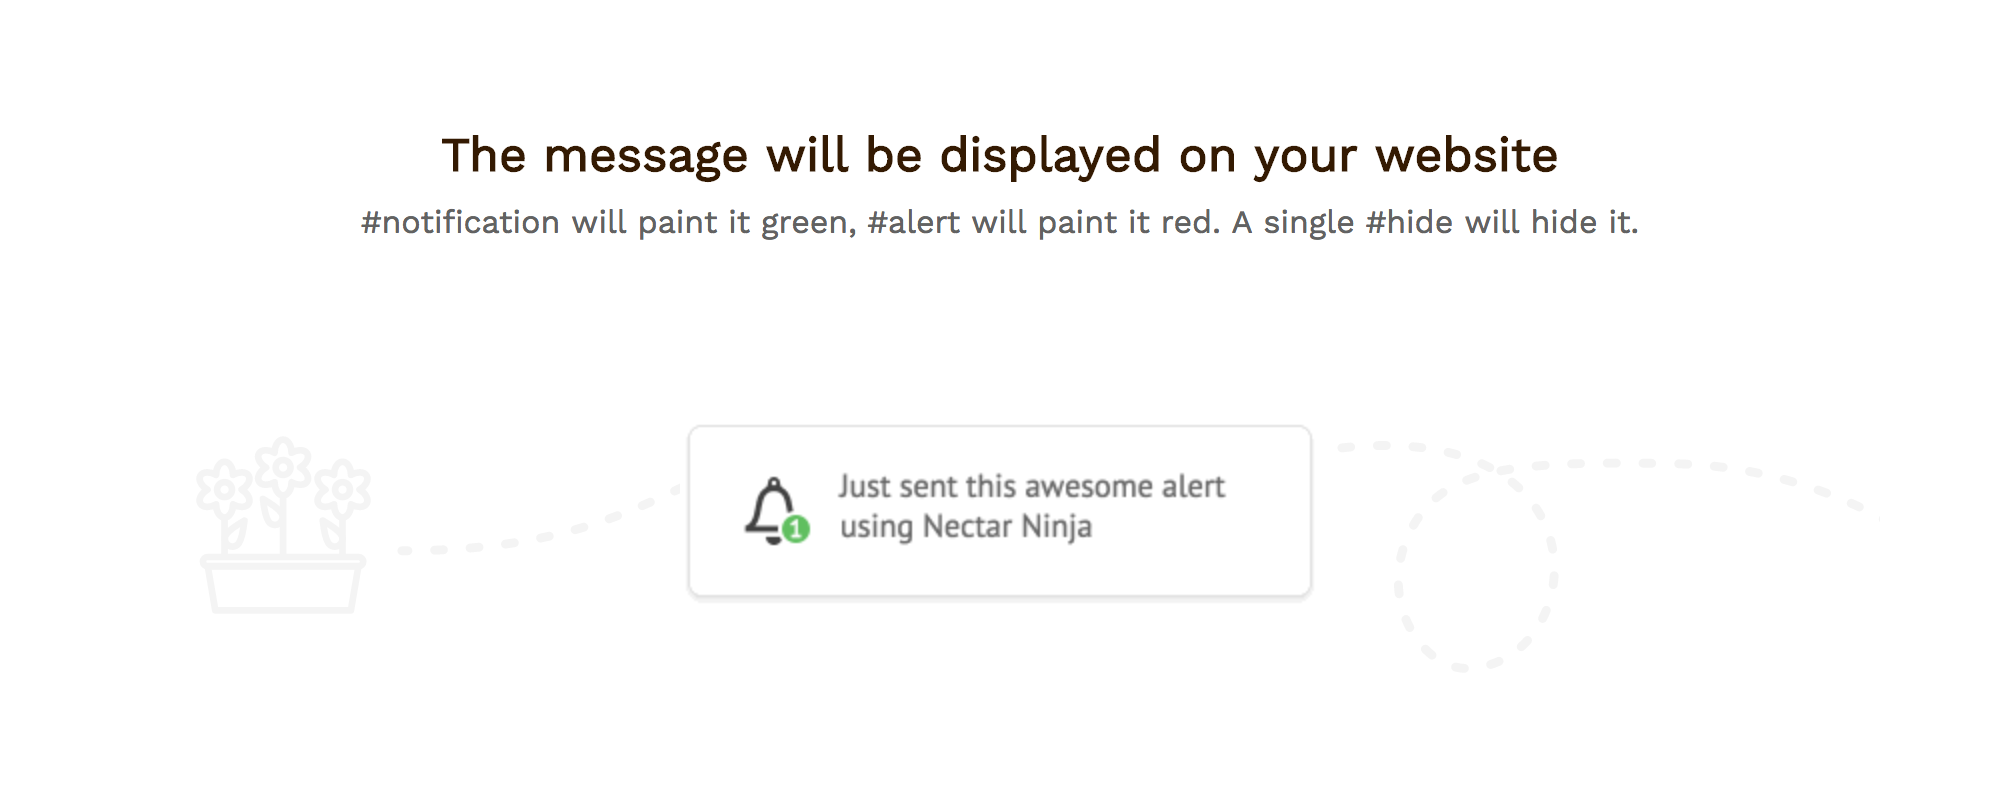 The message will be displayed on your website
#notification will paint it green, #alert will paint it red. A single #hide will hide it.
Just sent this awesome alert
using Nectar Ninja
1